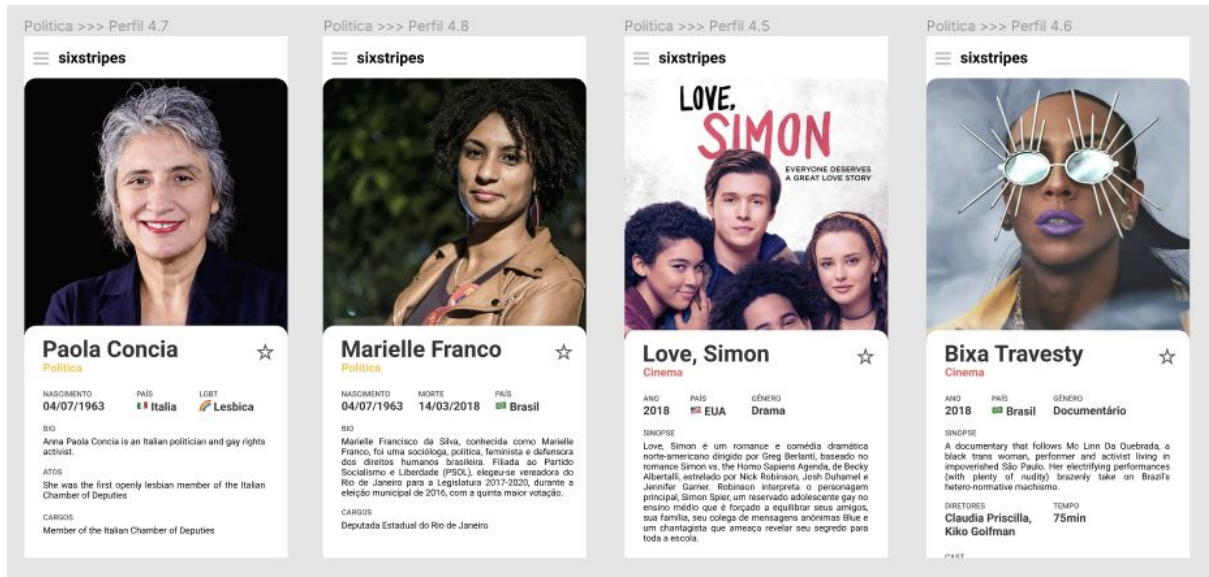 Politica >>> Perfil 4.7
sixstripes
Paola Concia
Política
NASCIMENTO PAÍS LGBT
04/07/1963 Italia Lesbica
BIO
Anna Paola Concia is an Italian politician and gay rights
activist.
ATOS
She was the first openly lesbian member of the Italian
Chamber of Deputies
CARGOS
Member of the Italian Chamber of Deputies
Politica >>> Perfil 4.8
sixstripes
Marielle Franco
Política
NASCIMENTO MORTE PAÍS
04/07/1963 14/03/2018 Brasil
BIO
Marielle Francisco da Silva, conhecida como Marielle
Franco, foi uma socióloga, política, feminista e defensora
dos direitos humanos brasileira. Filiada ao Partido
Socialismo e Liberdade (PSOL), elegeu-se vereadora do
Rio de Janeiro para a Legislatura 2017-2020, durante a
eleição municipal de 2016, com a quinta maior votação.
CARGOS
Deputada Estadual do Rio de Janeiro
Politica >>> Perfil 4.5
sixstripes
LOVE,
SIMON
EVERYONE DESERVES
A GREAT LOVE STORY
Love, Simon
Cinema
ANO PAÍS GÊNERO
2018 EUA Drama
SINOPSE
Love, Simon é um romance e comédia dramática
norte-americano dirigido por Greg Berlanti, baseado no
romance Simon vs. the Homo Sapiens Agenda, de Becky
Albertalli, estrelado por Nick Robinson, Josh Duhamel e
Jennifer Garner. Robinson interpreta o personagem
principal, Simon Spier, um reservado adolescente gay no
ensino médio que é forçado a equilibrar seus amigos,
sua família, seu colega de mensagens anônimas Blue e
um chantagista que ameaça revelar seu segredo para
toda a escola.
Politica >>> Perfil 4.6
sixstripes
Bixa Travesty
Cinema
ANO PAÍS GÊNERO
2018 Brasil Documentário
SINOPSE
A documentary that follows Mc Linn Da Quebrada, a
black trans woman, performer and activist living in
impoverished São Paulo. Her electrifying performances
(with plenty of nudity) brazenly take on Brazil's
hetero-normative machismo.
DIRETORES TEMPO
Claudia Priscilla, 75min
Kiko Goifman
CAST